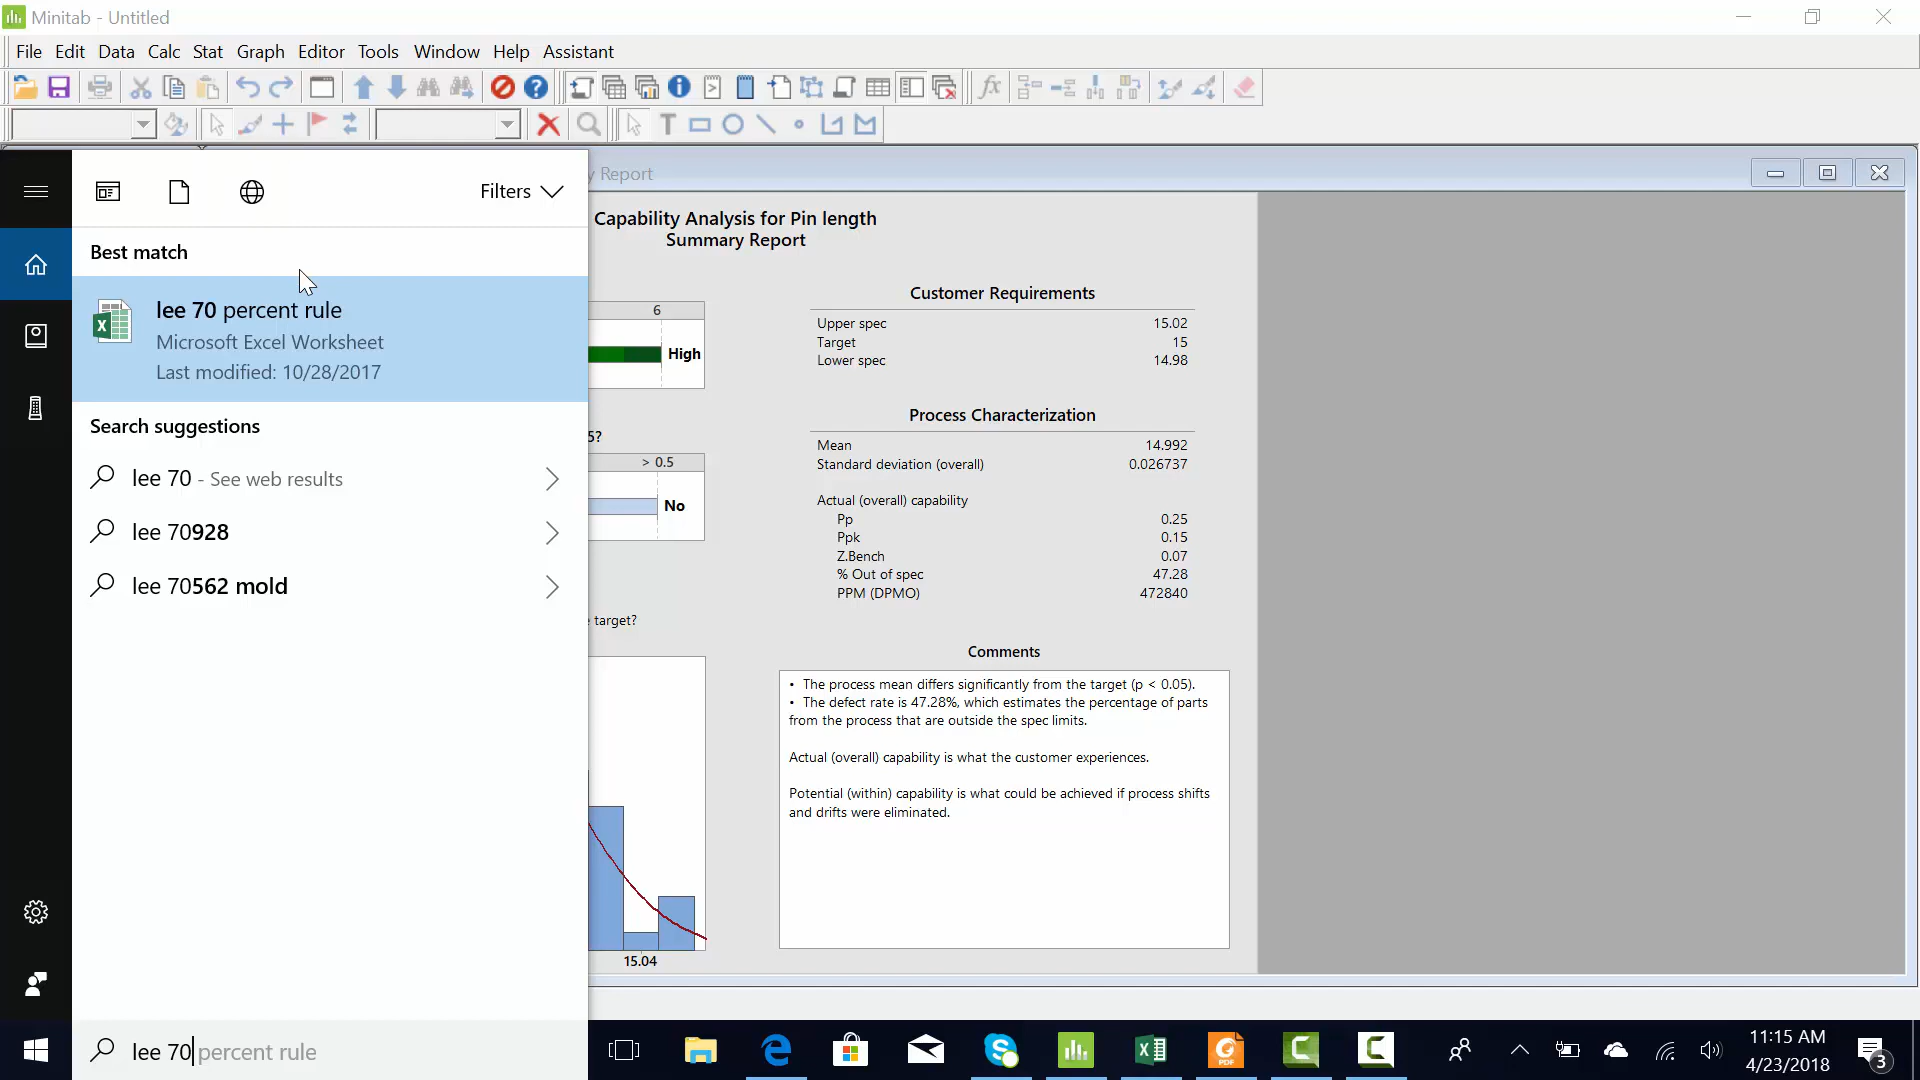 Minitab - Untitled
File Edit Data Calc Stat Graph Editor Tools Window Help Assistant
y Report
Filters
Best match
lee 70 percent rule
Microsoft Excel Worksheet
Last modified: 10/28/2017
Search suggestions
lee 70 - See web results
lee 70928
lee 70562 mold
lee 70 percent rule
Capability Analysis for Pin length
Summary Report
6
High
5?
> 0.5
No
target?
15.04
Customer Requirements
Upper spec 15.02
Target 15
Lower spec 14.98
Process Characterization
Mean 14.992
Standard deviation (overall) 0.026737
Actual (overall) capability
Pp 0.25
Ppk 0.15
Z.Bench 0.07
% Out of spec 47.28
PPM (DPMO) 472840
Comments
• The process mean differs significantly from the target (p < 0.05).
• The defect rate is 47.28%, which estimates the percentage of parts
from the process that are outside the spec limits.
Actual (overall) capability is what the customer experiences.
Potential (within) capability is what could be achieved if process shifts
and drifts were eliminated.
PDF
11:15 AM
4/23/2018
3